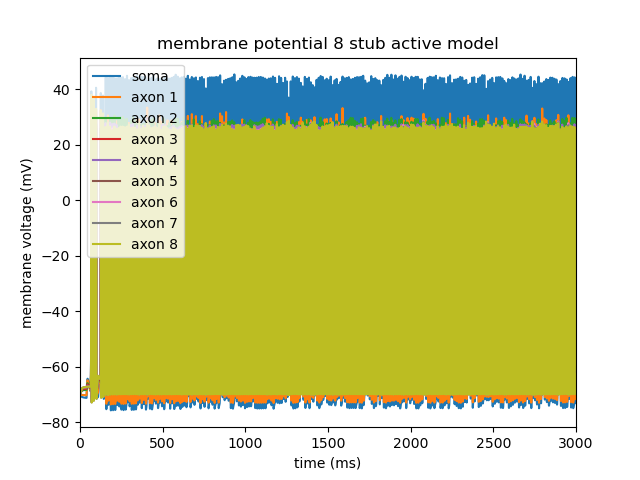 membrane potential 8 stub active model
soma
axon 1
axon 2
axon 3
axon 4
axon 5
axon 6
axon 7
axon 8
40
20
0
−20
−40
−60
−80
membrane voltage (mV)
0
500
1000
1500
2000
2500
3000
time (ms)